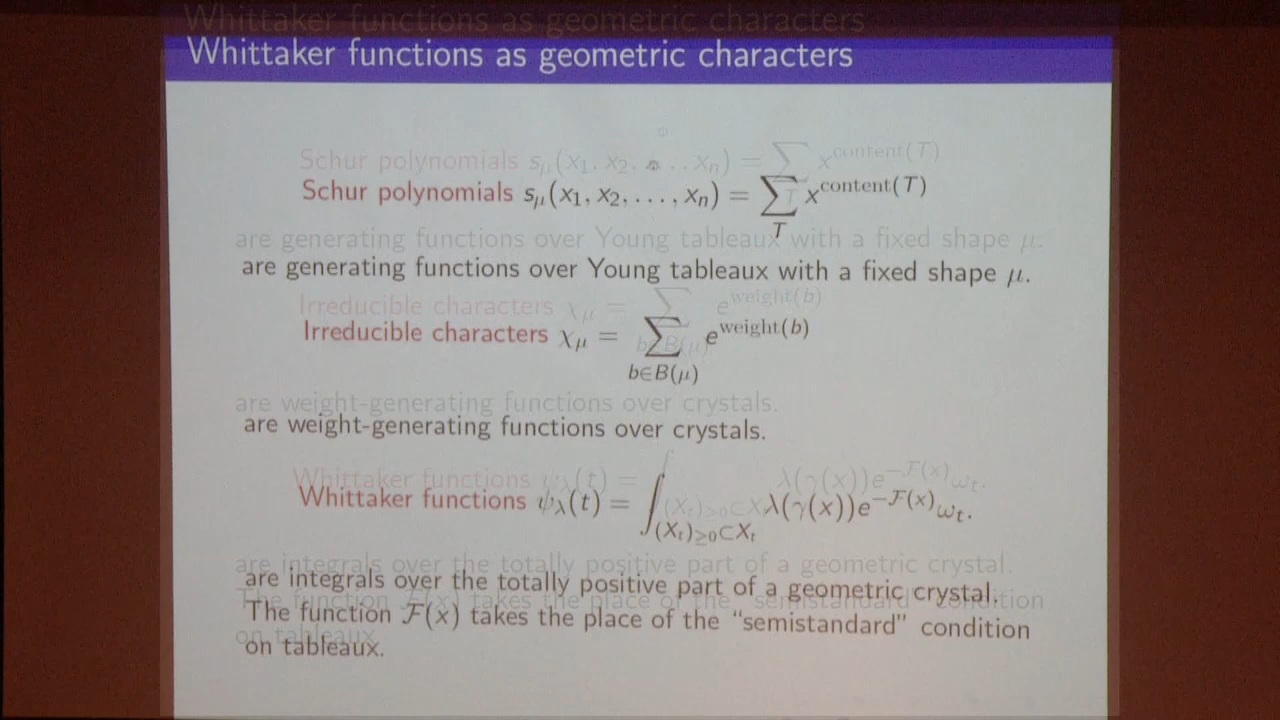 Whittaker functions as geometric characters
Schur polynomials s_μ(x₁, x₂, . . . , xₙ) = ∑_T x^content(T)
are generating functions over Young tableaux with a fixed shape μ.
Irreducible characters χ_μ = ∑_{b∈B(μ)} e^weight(b)
are weight-generating functions over crystals.
Whittaker functions ψ_λ(t) = ∫_{(X_t)≥0⊂X_t} λ(γ(x))e^{−ℱ(x)}ω_t.
are integrals over the totally positive part of a geometric crystal.
The function ℱ(x) takes the place of the “semistandard” condition
on tableaux.